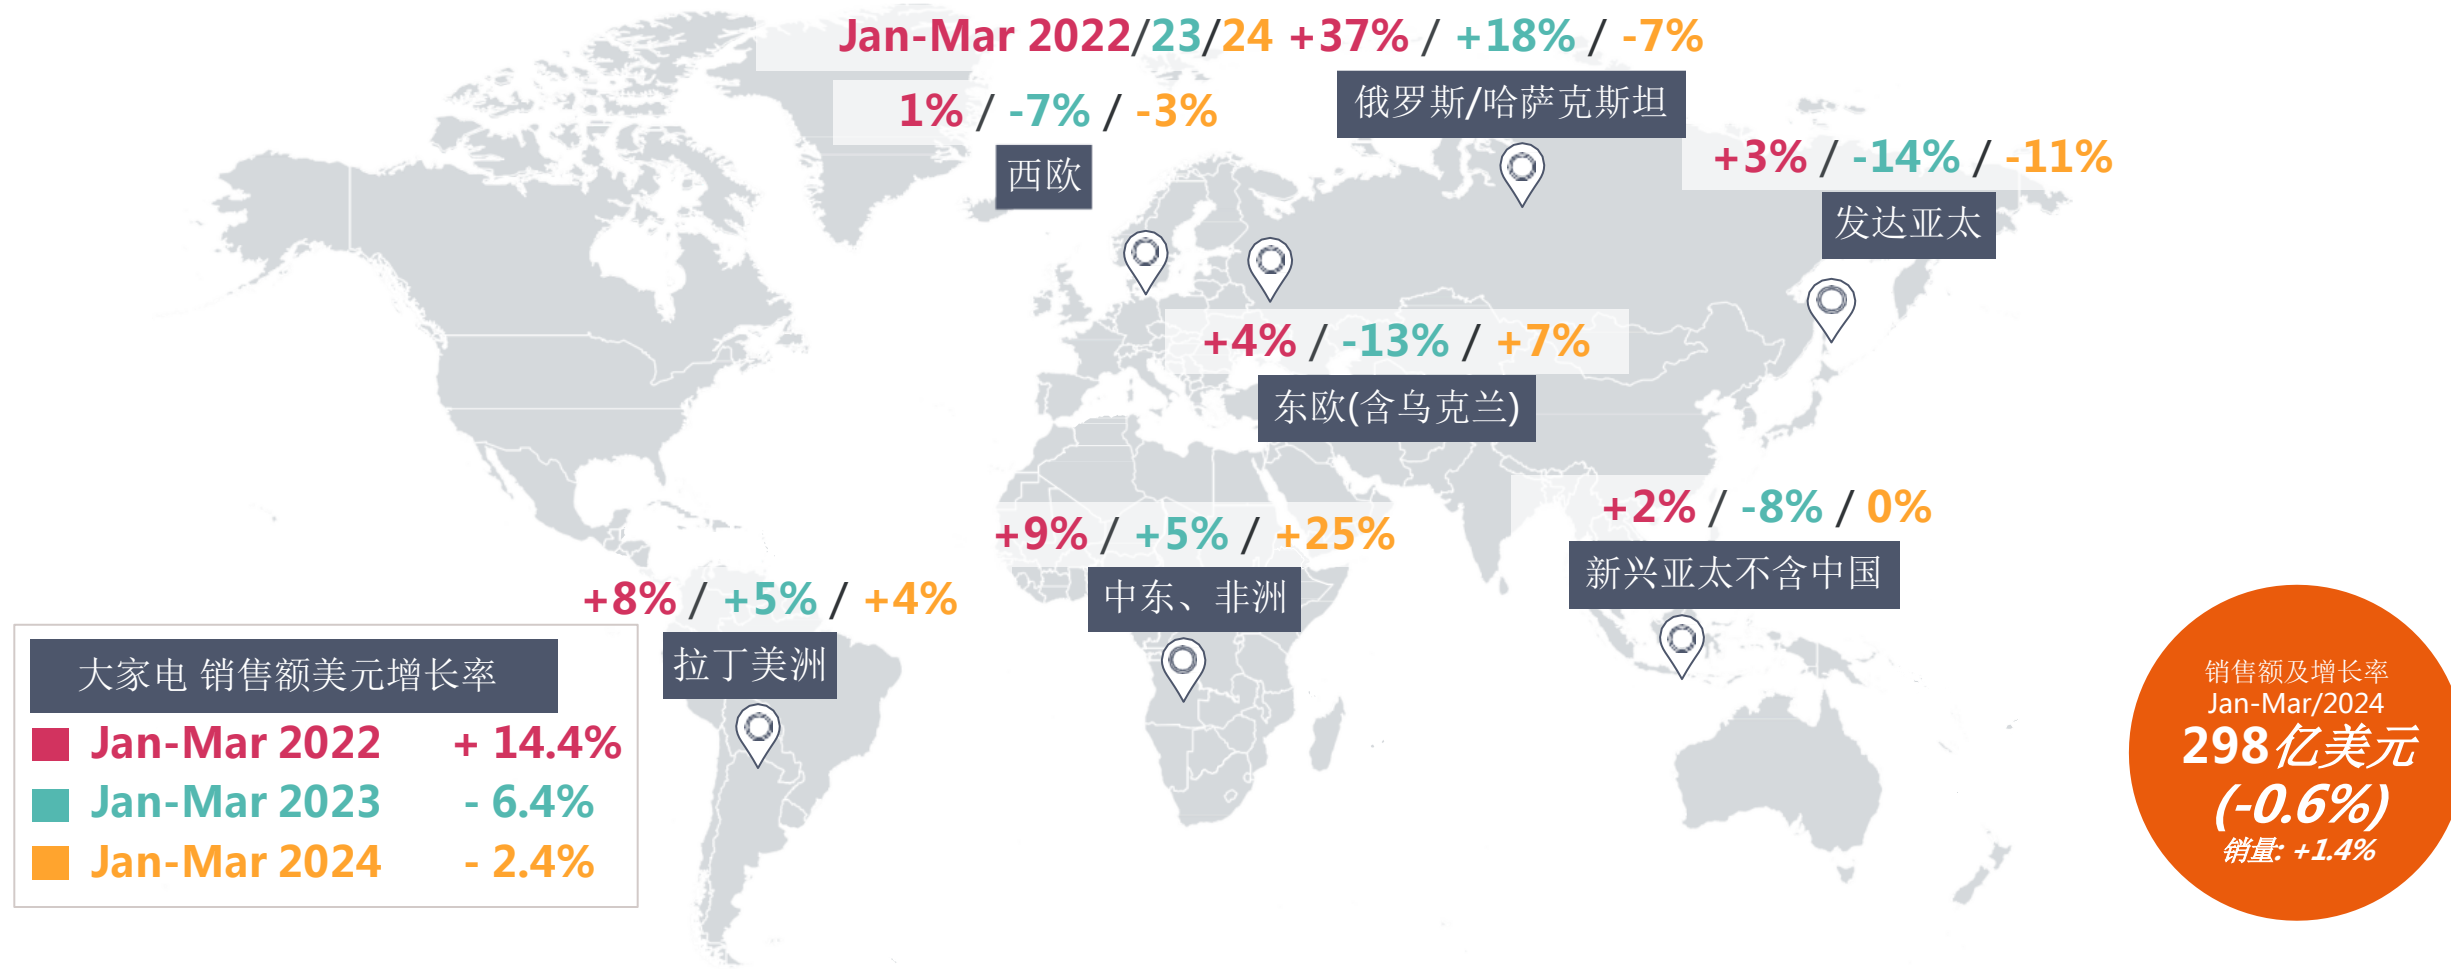 Jan-Mar 2022/23/24 +37% / +18% / -7%
俄罗斯/哈萨克斯坦
1% / -7% / -3%
西欧
+3% / -14% / -11%
发达亚太
+4% / -13% / +7%
东欧(含乌克兰)
+2% / -8% / 0%
新兴亚太不含中国
+9% / +5% / +25%
中东、非洲
+8% / +5% / +4%
拉丁美洲
大家电 销售额美元增长率
Jan-Mar 2022 + 14.4%
Jan-Mar 2023 - 6.4%
Jan-Mar 2024 - 2.4%
销售额及增长率
Jan-Mar/2024
298亿美元
(-0.6%)
销量: +1.4%